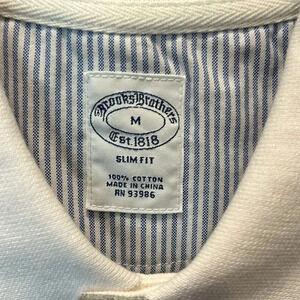 Brooks Brothers
M
Est. 1818
SLIM FIT
100% COTTON
MADE IN CHINA
RN 93986